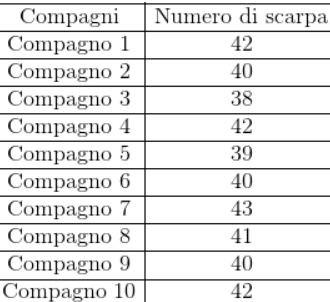 Compagni Numero di scarpa
Compagno 1 42
Compagno 2 40
Compagno 3 38
Compagno 4 42
Compagno 5 39
Compagno 6 40
Compagno 7 43
Compagno 8 41
Compagno 9 40
Compagno 10 42